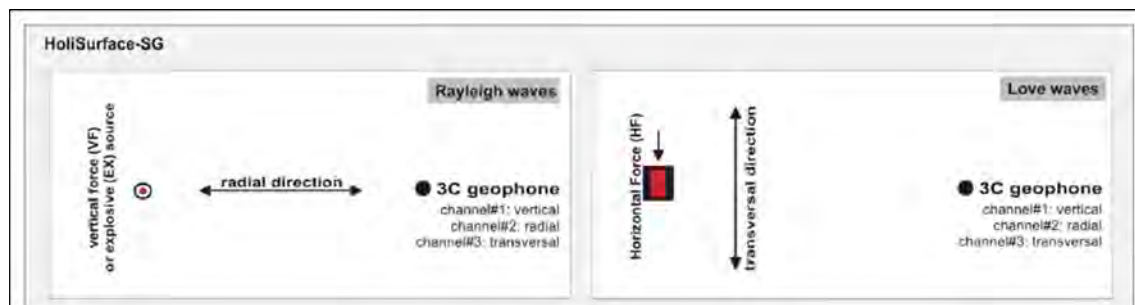 HoliSurface-SG
Rayleigh waves
vertical force (VF)
or explosive (EX) source
radial direction
3C geophone
channel#1: vertical
channel#2: radial
channel#3: transversal
Love waves
Horizontal Force (HF)
transversal direction
3C geophone
channel#1: vertical
channel#2: radial
channel#3: transversal